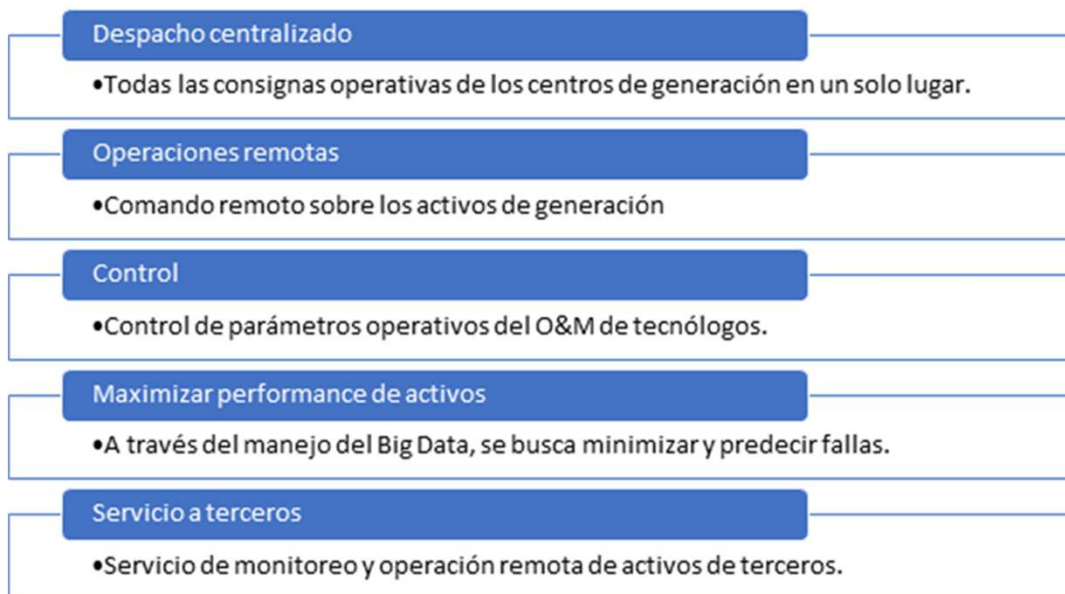 Despacho centralizado
•Todas las consignas operativas de los centros de generación en un solo lugar.
Operaciones remotas
•Comando remoto sobre los activos de generación
Control
•Control de parámetros operativos del O&M de tecnólogos.
Maximizar performance de activos
•A través del manejo del Big Data, se busca minimizar y predecir fallas.
Servicio a terceros
•Servicio de monitoreo y operación remota de activos de terceros.